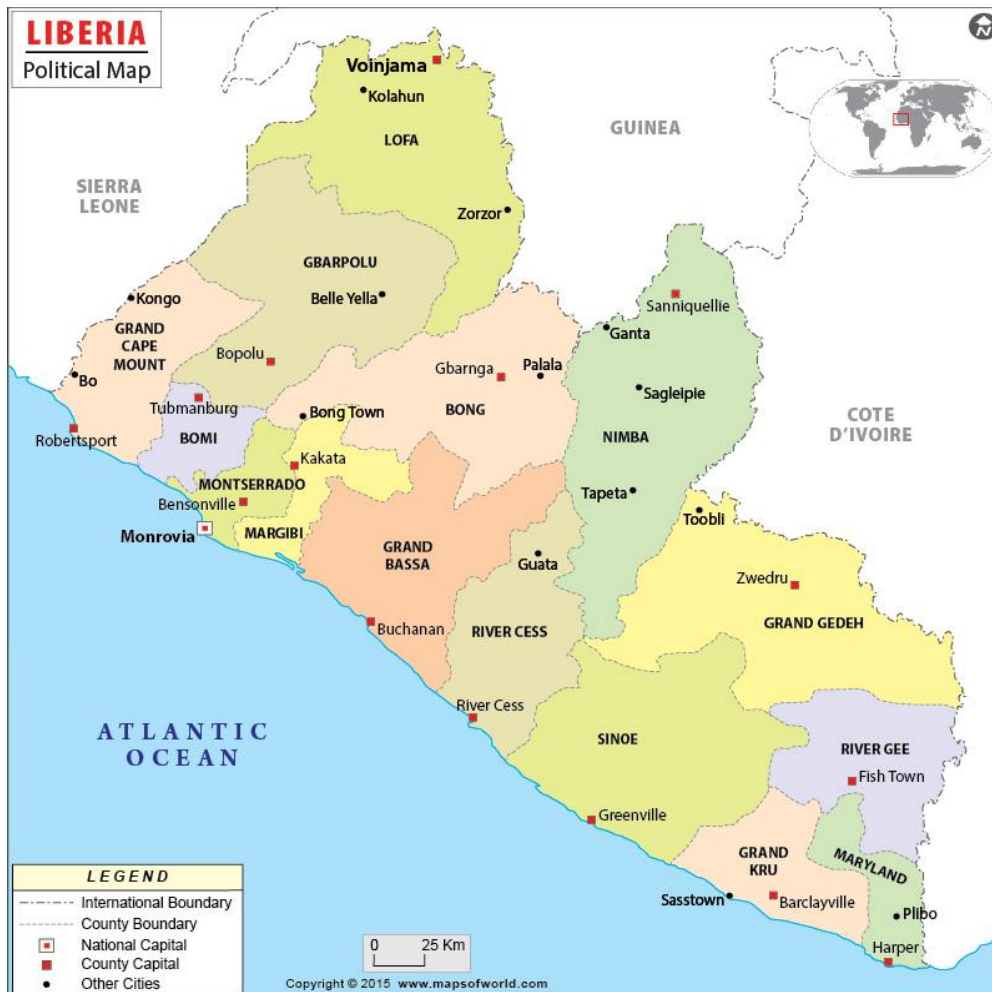 LIBERIA
Political Map
N
Voinjama
Kolahun
LOFA
GUINEA
SIERRA
LEONE
Zorzor
GBARPOLU
Belle Yella
Kongo
GRAND
CAPE
MOUNT
Sanniquellie
Ganta
Bopolu
Gbarnga
Palala
Bo
Tubmanburg
Sagleipie
Bong Town
BONG
COTE
D'IVOIRE
Robertsport
BOMI
NIMBA
Kakata
MONTSERRADO
Bensonville
Tapeta
Toobli
Monrovia
MARGIBI
GRAND
BASSA
Guata
Zwedru
GRAND GEDEH
Buchanan
RIVER CESS
River Cess
ATLANTIC
OCEAN
SINOE
RIVER GEE
Fish Town
Greenville
GRAND
KRU
MARYLAND
Sasstown
Barclayville
Plibo
Harper
LEGEND
International Boundary
County Boundary
National Capital
County Capital
Other Cities
0 25 Km
Copyright © 2015 www.mapsofworld.com